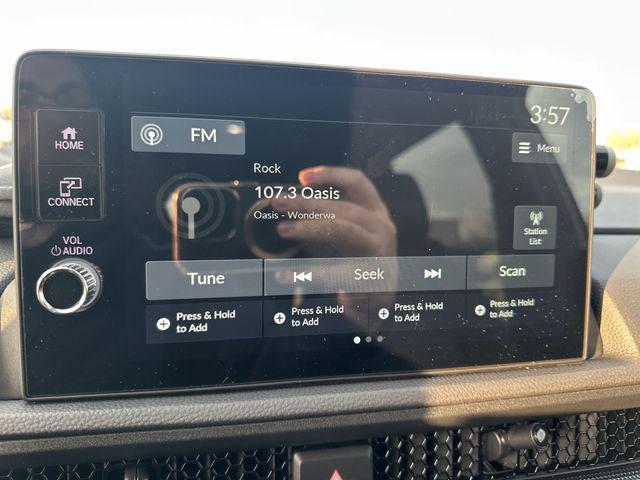 3:57
HOME
FM
Menu
Rock
CONNECT
107.3 Oasis
Oasis - Wonderwa
Station
List
VOL
AUDIO
Tune
Seek
Scan
Press & Hold
to Add
Press & Hold
to Add
Press & Hold
to Add
Press & Hold
to Add